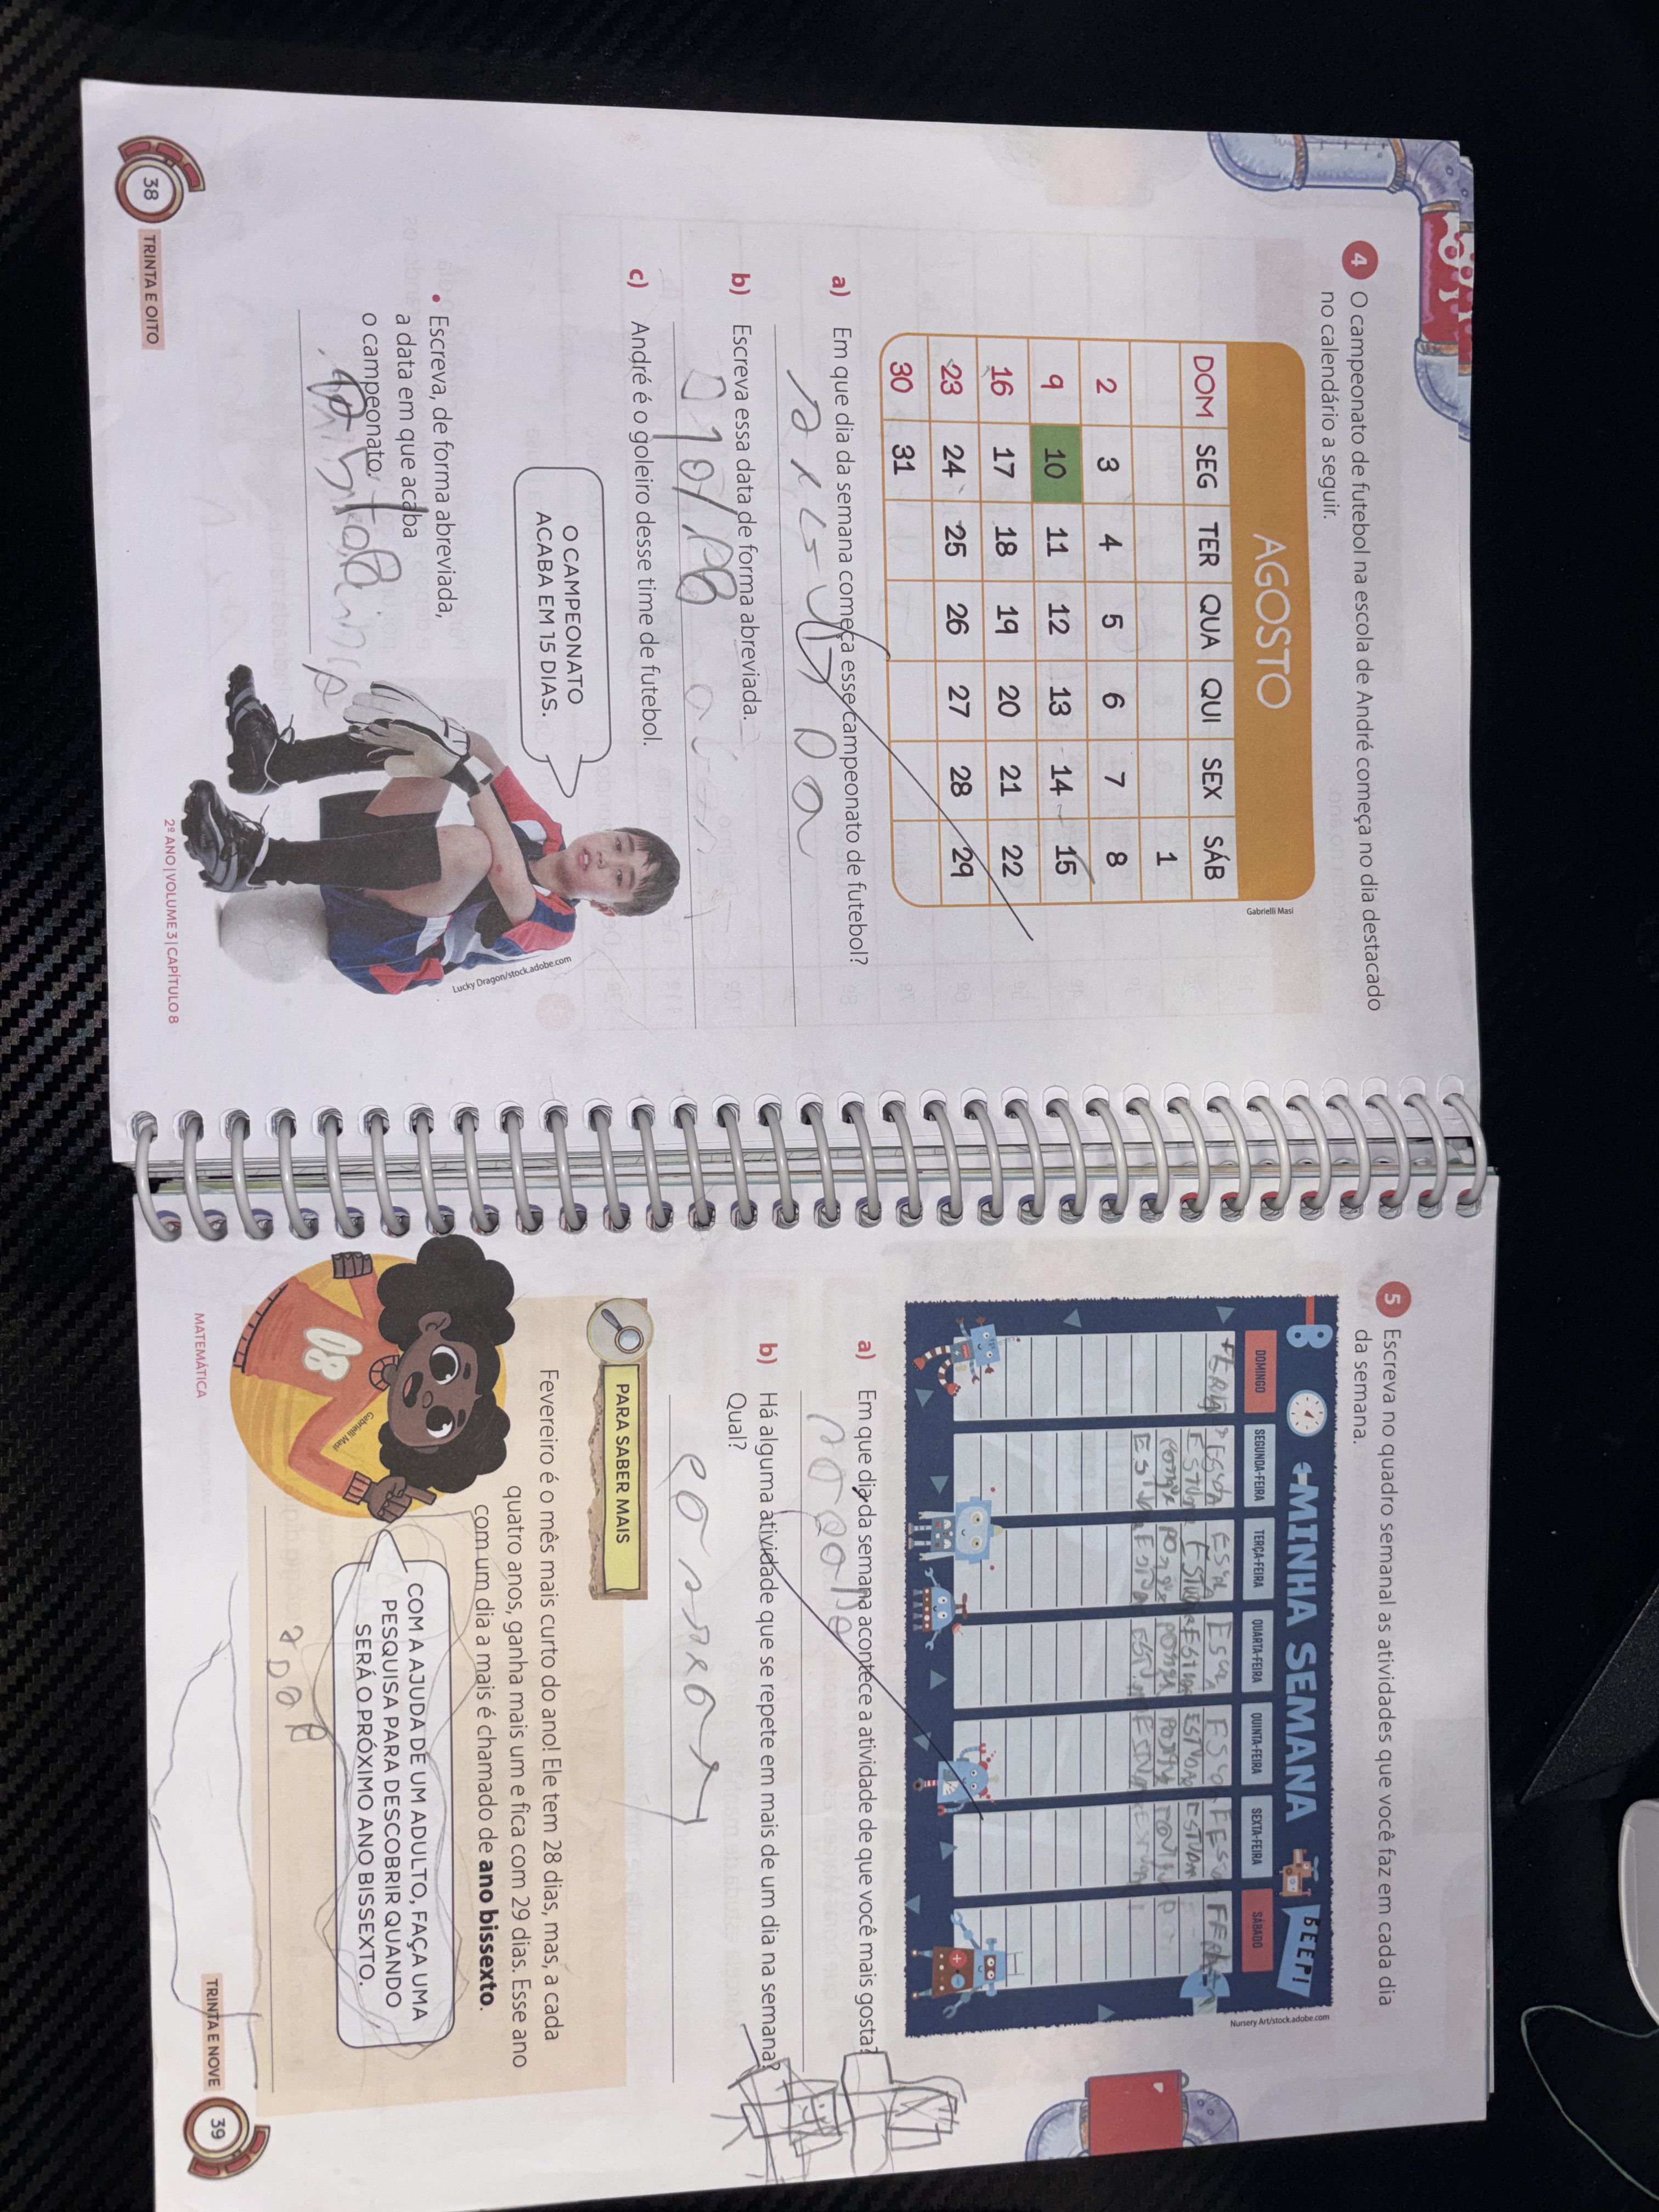 4 O campeonato de futebol na escola de André começa no dia destacado
no calendário a seguir.
AGOSTO
DOM SEG TER QUA QUI SEX SÁB
1
2 3 4 5 6 7 8
9 10 11 12 13 14 15
16 17 18 19 20 21 22
23 24 25 26 27 28 29
30 31
Gabrielli Masi
a) Em que dia da semana começa esse campeonato de futebol?
b) Escreva essa data de forma abreviada.
c) André é o goleiro desse time de futebol.
O CAMPEONATO
ACABA EM 15 DIAS.
Lucky Dragon/stock.adobe.com
• Escreva, de forma abreviada,
a data em que acaba
o campeonato.
38 TRINTA E OITO
2º ANO | VOLUME 3 | CAPÍTULO 8
5 Escreva no quadro semanal as atividades que você faz em cada dia
da semana.
MINHA SEMANA
BEEP!
DOMINGO SEGUNDA-FEIRA TERÇA-FEIRA QUARTA-FEIRA QUINTA-FEIRA SEXTA-FEIRA SÁBADO
Nursery Art/stock.adobe.com
a) Em que dia da semana acontece a atividade de que você mais gosta?
b) Há alguma atividade que se repete em mais de um dia na semana?
Qual?
PARA SABER MAIS
Fevereiro é o mês mais curto do ano! Ele tem 28 dias, mas, a cada
quatro anos, ganha mais um e fica com 29 dias. Esse ano
com um dia a mais é chamado de ano bissexto.
COM A AJUDA DE UM ADULTO, FAÇA UMA
PESQUISA PARA DESCOBRIR QUANDO
SERÁ O PRÓXIMO ANO BISSEXTO.
Gabrielli Masi
MATEMÁTICA
TRINTA E NOVE 39